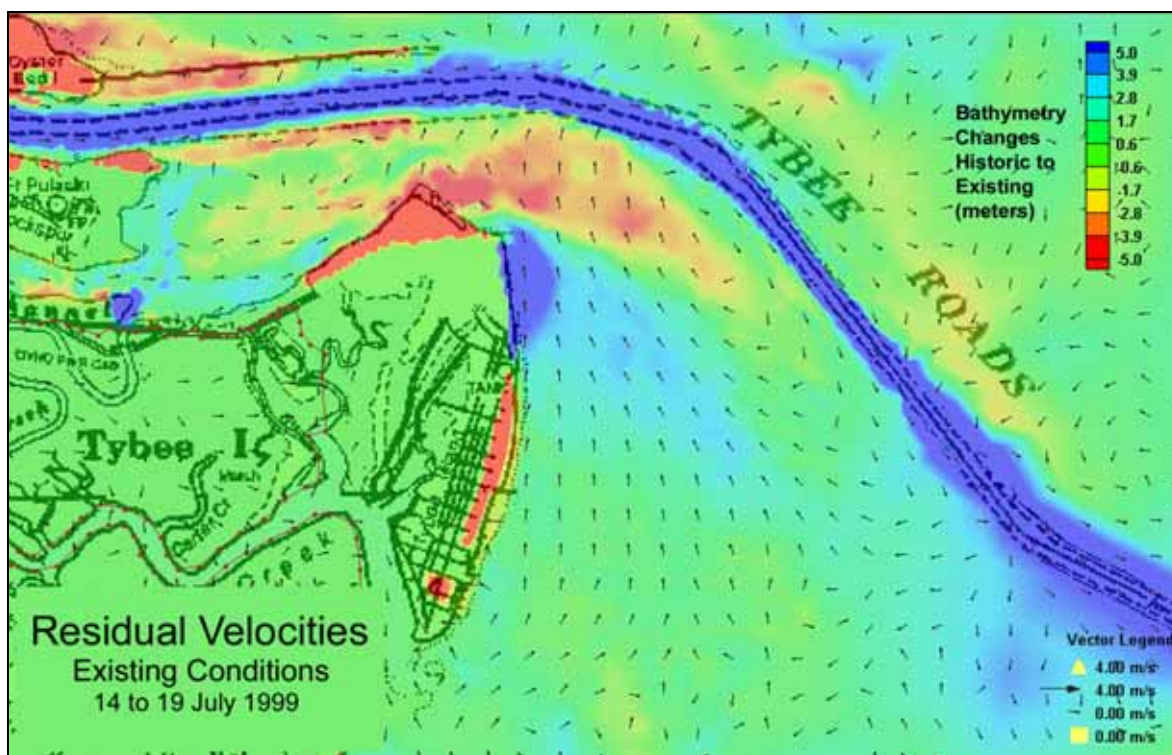 Oyster
Bed
TYBEE
ROADS
Bathymetry
Changes
Historic to
Existing
(meters)
5.0
3.9
2.8
1.7
0.6
-0.6
-1.7
-2.8
-3.9
-5.0
Pulaski
Tybee I
Creek
Residual Velocities
Existing Conditions
14 to 19 July 1999
Vector Legend
4.00 m/s
4.00 m/s
0.00 m/s
0.00 m/s